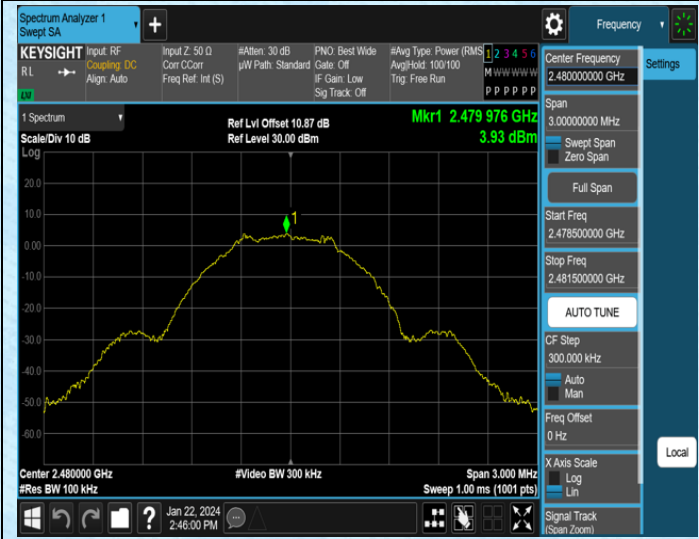 Spectrum Analyzer 1
Swept SA
+
Frequency
KEYSIGHT
RL
LXI
Input: RF
Coupling: DC
Align: Auto
Input Z: 50 Ω
Corr CCorr
Freq Ref: Int (S)
#Atten: 30 dB
µW Path: Standard
PNO: Best Wide
Gate: Off
IF Gain: Low
Sig Track: Off
#Avg Type: Power (RMS
Avg|Hold: 100/100
Trig: Free Run
1 2 3 4 5 6
M W W W W W
P P P P P P
Settings
1 Spectrum
Scale/Div 10 dB
Log
Ref Lvl Offset 10.87 dB
Ref Level 30.00 dBm
Mkr1 2.479 976 GHz
3.93 dBm
20.0
10.0
0.00
-10.0
-20.0
-30.0
-40.0
-50.0
-60.0
1
Center 2.480000 GHz
#Res BW 100 kHz
#Video BW 300 kHz
Span 3.000 MHz
Sweep 1.00 ms (1001 pts)
Center Frequency
2.480000000 GHz
Span
3.00000000 MHz
Swept Span
Zero Span
Full Span
Start Freq
2.478500000 GHz
Stop Freq
2.481500000 GHz
AUTO TUNE
CF Step
300.000 kHz
Auto
Man
Freq Offset
0 Hz
X Axis Scale
Log
Lin
Signal Track
(Span Zoom)
Local
?
Jan 22, 2024
2:46:00 PM